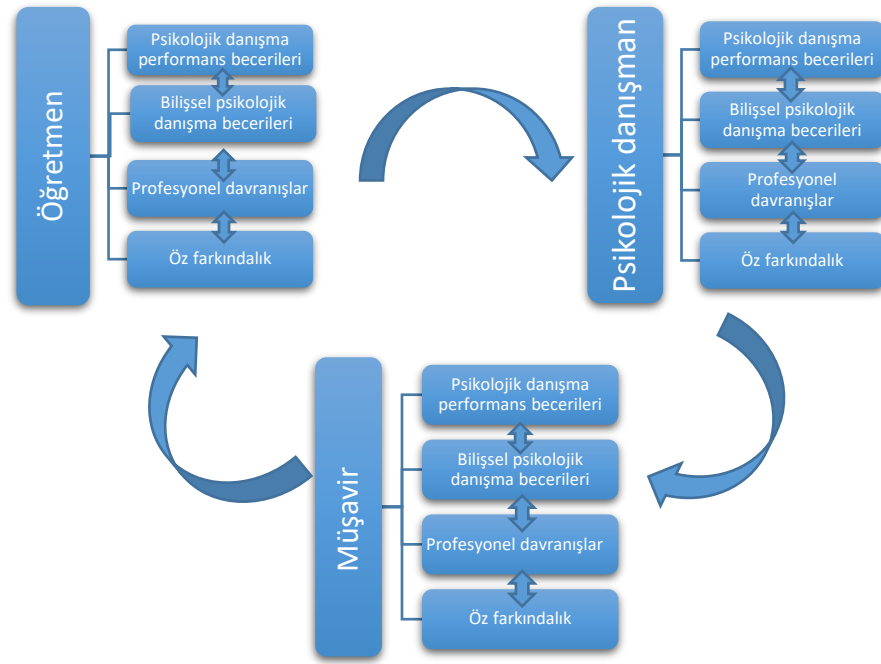 Öğretmen
Psikolojik danışma
performans becerileri
Bilişsel psikolojik
danışma becerileri
Profesyonel davranışlar
Öz farkındalık
Psikolojik danışman
Psikolojik danışma
performans becerileri
Bilişsel psikolojik
danışma becerileri
Profesyonel
davranışlar
Öz farkındalık
Müşavir
Psikolojik danışma
performans becerileri
Bilişsel psikolojik
danışma becerileri
Profesyonel davranışlar
Öz farkındalık